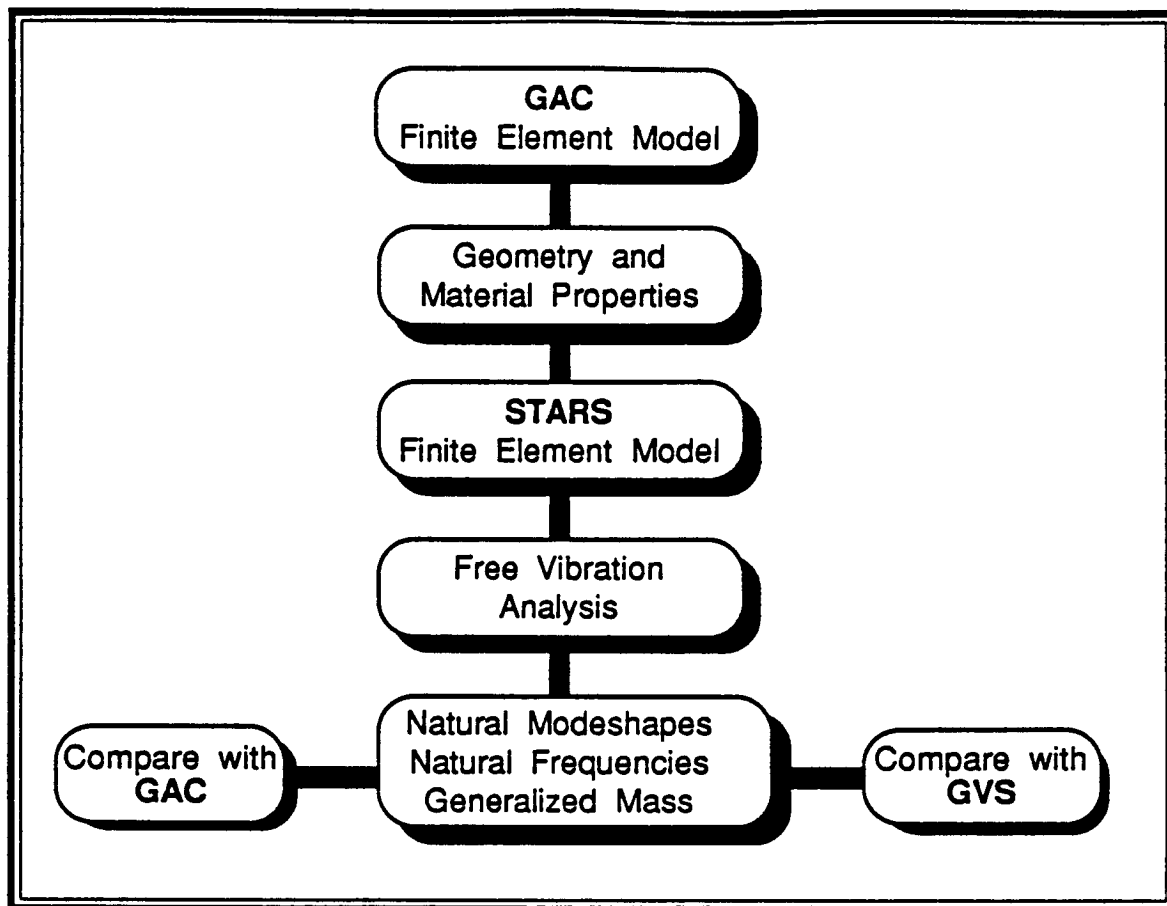 GAC
Finite Element Model
Geometry and
Material Properties
STARS
Finite Element Model
Free Vibration
Analysis
Natural Modeshapes
Natural Frequencies
Generalized Mass
Compare with
GAC
Compare with
GVS